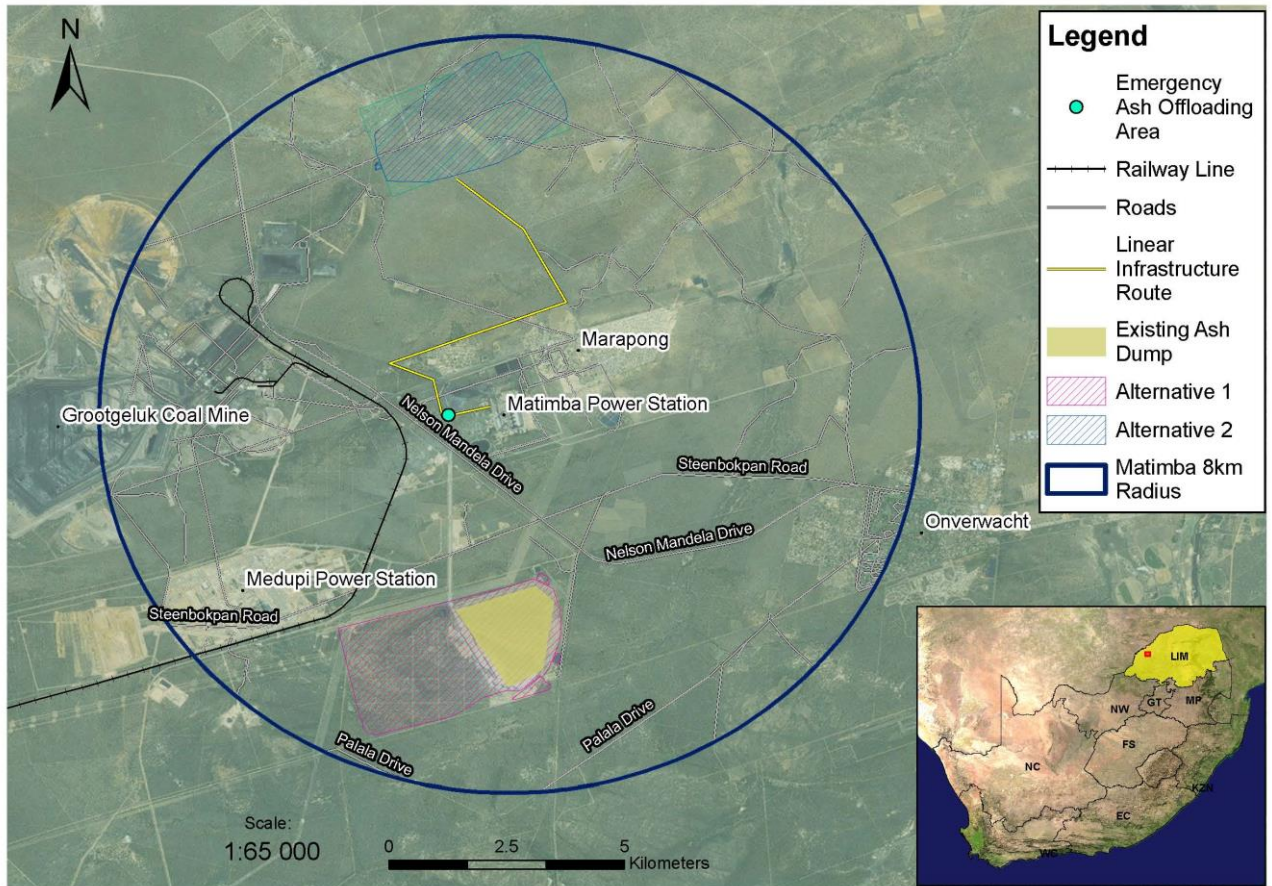 N
Legend
Emergency
Ash Offloading
Area
Railway Line
Roads
Linear
Infrastructure
Route
Existing Ash
Dump
Alternative 1
Alternative 2
Matimba 8km
Radius
Marapong
Grootgeluk Coal Mine
Matimba Power Station
Nelson Mandela Drive
Steenbokpan Road
Onverwacht
Nelson Mandela Drive
Medupi Power Station
Steenbokpan Road
Palala Drive
Palala Drive
Scale:
1:65 000
0 2.5 5
Kilometers
LIM
NW
GT
MP
FS
NC
KZN
EC
WC